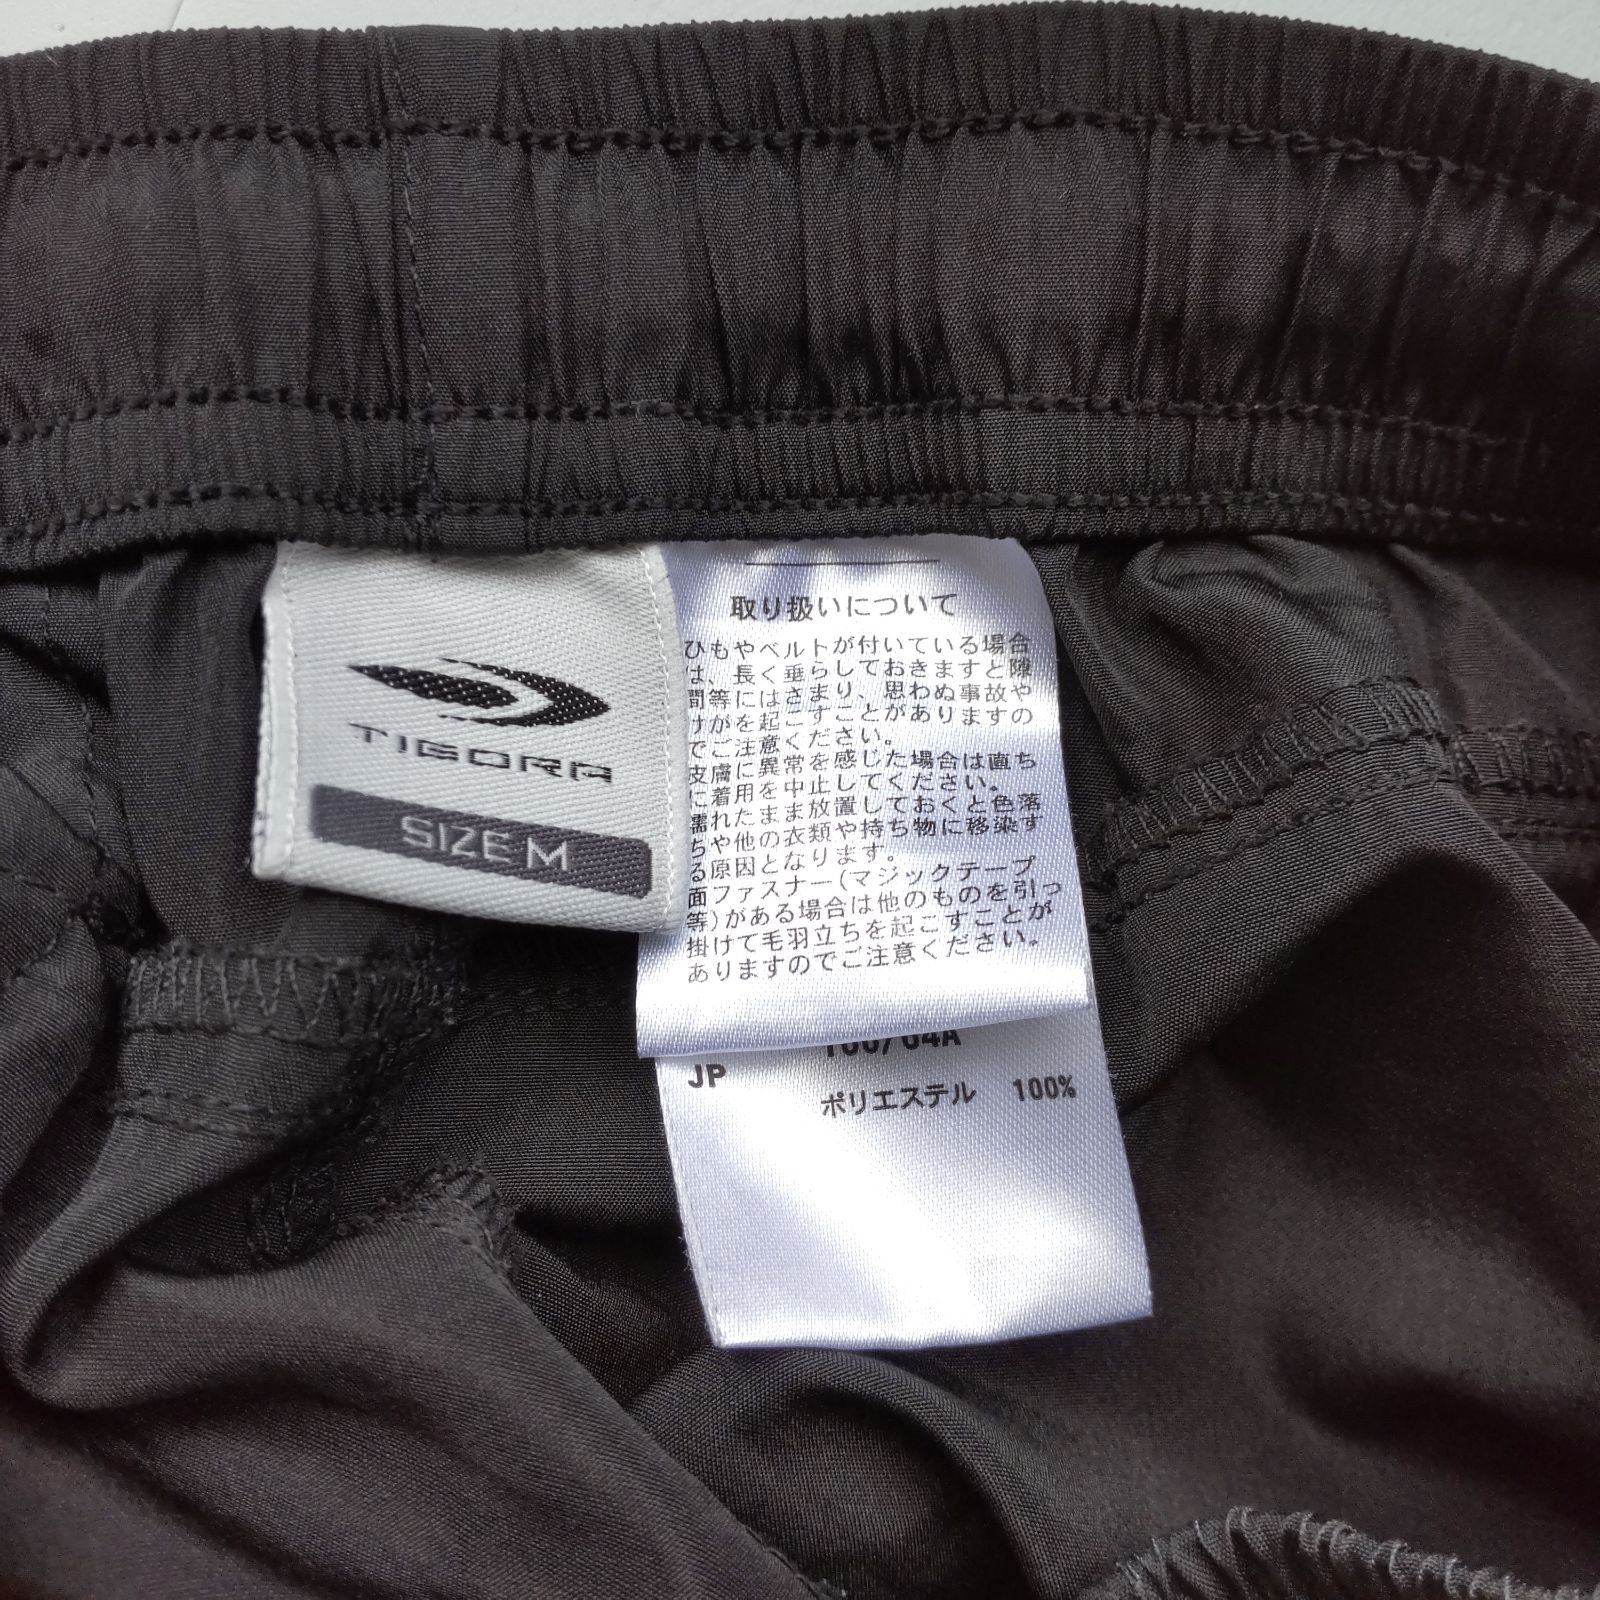 TIGORA
SIZE M
取り扱いについて
ひもやベルトが付いている場合
は、長く垂らしておきますと隙
間等にはさまり、思わぬ事故や
けがを起こすことがありますの
でご注意ください。
皮膚に異常を感じた場合は直ち
に着用を中止してください。
濡れたまま放置しておくと色落
ちや他の衣類や持ち物に移染す
る原因となります。
面ファスナー(マジックテープ
等)がある場合は他のものを引っ
掛けて毛羽立ちを起こすことが
ありますのでご注意ください。
JP
ポリエステル 100%